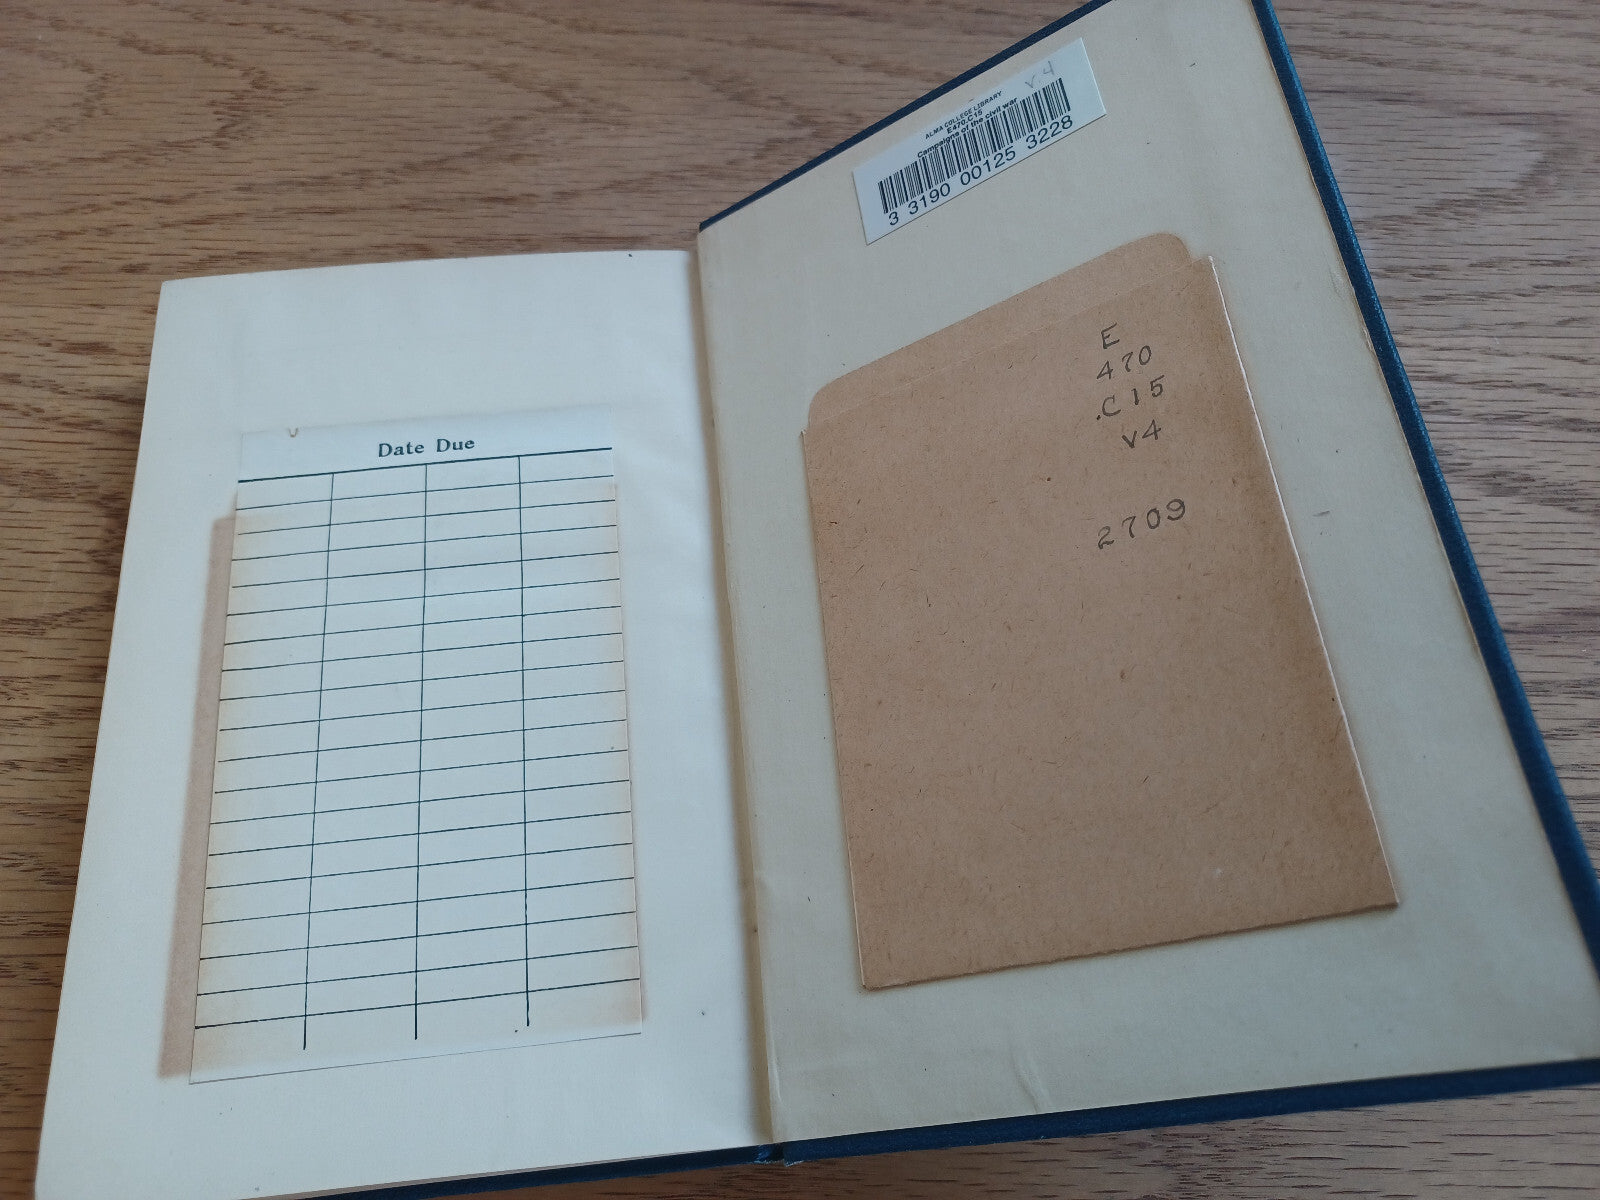 Date Due
v4
ALMA COLLEGE LIBRARY
E470.C15
Campaigns of the civil war
3 3190 00125 3228
E
470
.C15
v4
2709